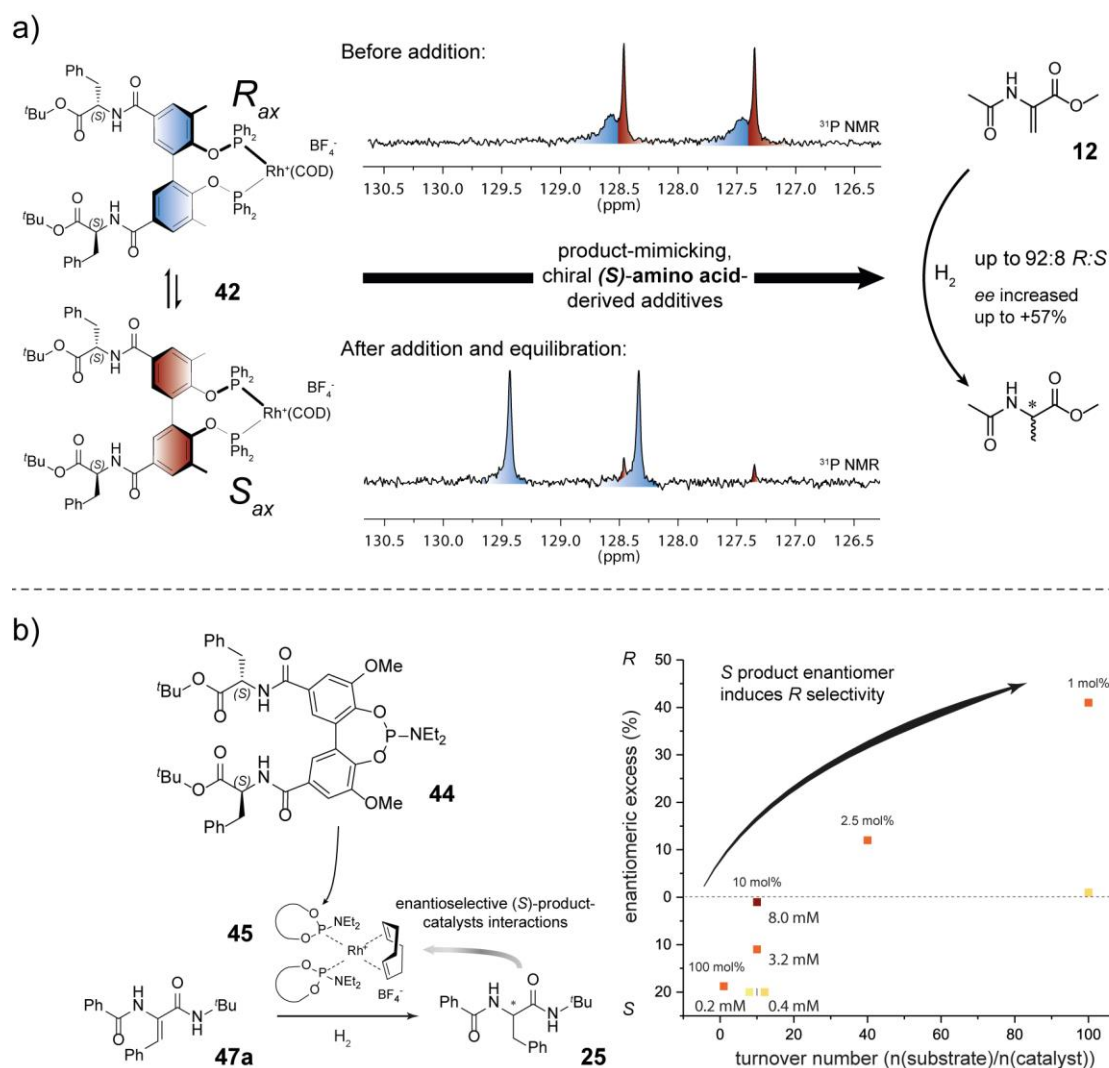 a)
Before addition:
Ph
O
tBuO
(S)
N
H
O
Rax
Ph2
P
O
Rh+(COD)
BF4-
O
P
Ph2
tBuO
O
(S)
H
N
Ph
O
31P NMR
130.5 130.0 129.5 129.0 128.5 128.0 127.5 127.0 126.5
(ppm)
H
N
O
O
O
12
product-mimicking,
chiral (S)-amino acid-
derived additives
H2
up to 92:8 R:S
ee increased
up to +57%
42
After addition and equilibration:
Ph
O
tBuO
(S)
N
H
O
Ph2
P
O
Rh+(COD)
BF4-
O
P
Ph2
tBuO
O
(S)
H
N
Ph
O
Sax
31P NMR
130.5 130.0 129.5 129.0 128.5 128.0 127.5 127.0 126.5
(ppm)
H
N
*
O
O
O
b)
Ph
O
tBuO
(S)
N
H
O
OMe
O
P
NEt2
O
tBuO
O
(S)
H
N
Ph
O
OMe
44
45
O
P
NEt2
O
Rh+
O
P
NEt2
O
BF4-
enantioselective (S)-product-
catalysts interactions
Ph
O
H
N
O
N
H
tBu
Ph
47a
H2
Ph
O
H
N
*
O
N
H
tBu
Ph
25
R
S product enantiomer
induces R selectivity
enantiomeric excess (%)
50
40
30
20
10
0
10
20
S
1 mol%
2.5 mol%
10 mol%
8.0 mM
3.2 mM
100 mol%
0.2 mM
0.4 mM
0 20 40 60 80 100
turnover number (n(substrate)/n(catalyst))